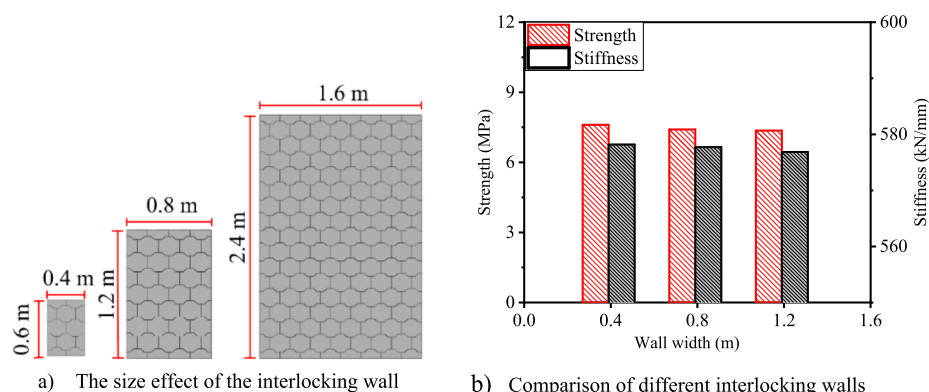 1.6 m
0.8 m
0.4 m
2.4 m
1.2 m
0.6 m
a) The size effect of the interlocking wall
Strength
Stiffness
12
9
6
3
0
Strength (MPa)
600
580
560
Stiffness (kN/mm)
0.0 0.4 0.8 1.2 1.6
Wall width (m)
b) Comparison of different interlocking walls